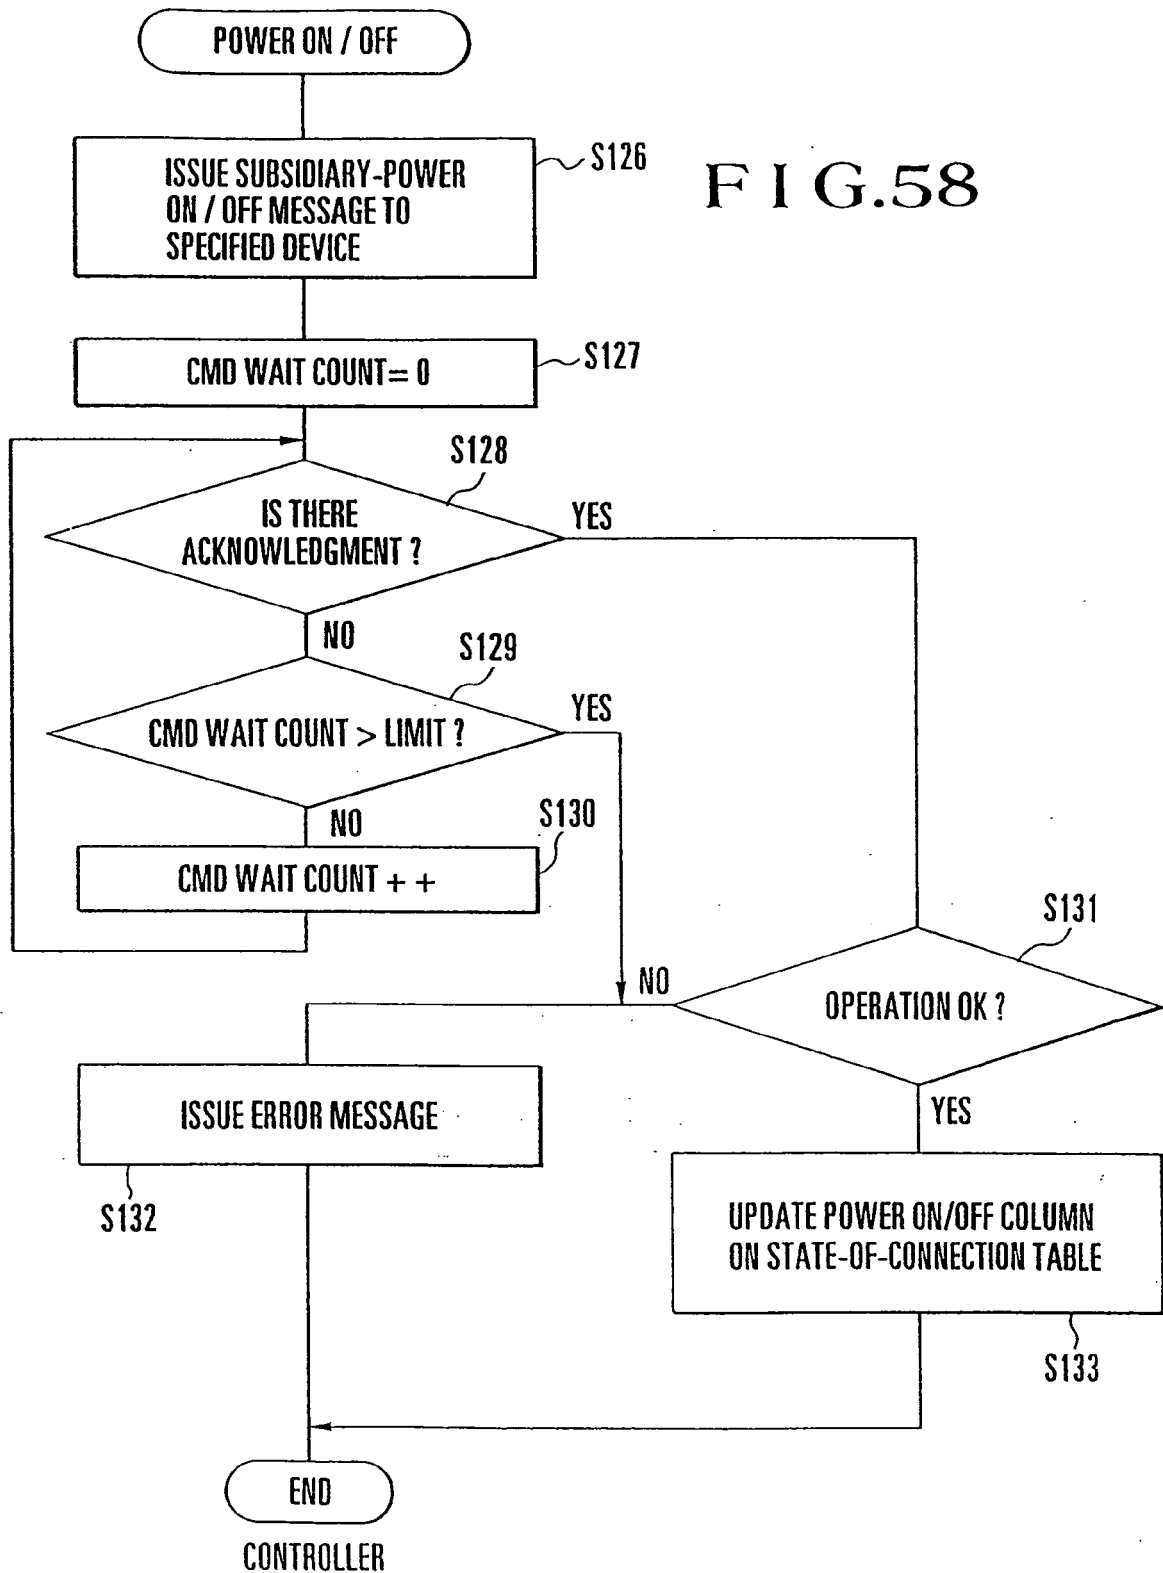 POWER ON / OFF
ISSUE SUBSIDIARY-POWER
ON / OFF MESSAGE TO
SPECIFIED DEVICE
S126
F I G.58
CMD WAIT COUNT= 0
S127
S128
IS THERE
ACKNOWLEDGMENT ?
YES
NO
S129
CMD WAIT COUNT > LIMIT ?
YES
NO
S130
CMD WAIT COUNT + +
S131
NO
OPERATION OK ?
YES
ISSUE ERROR MESSAGE
S132
UPDATE POWER ON/OFF COLUMN
ON STATE-OF-CONNECTION TABLE
S133
END
CONTROLLER